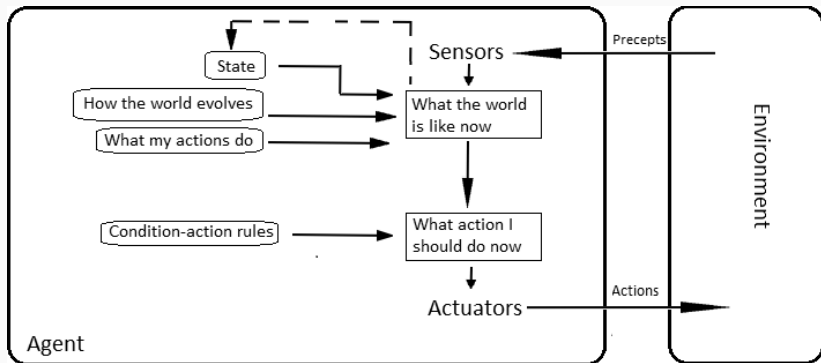 Precepts
Sensors
State
How the world evolves
What the world
is like now
What my actions do
Environment
Condition-action rules
What action I
should do now
Actions
Actuators
Agent